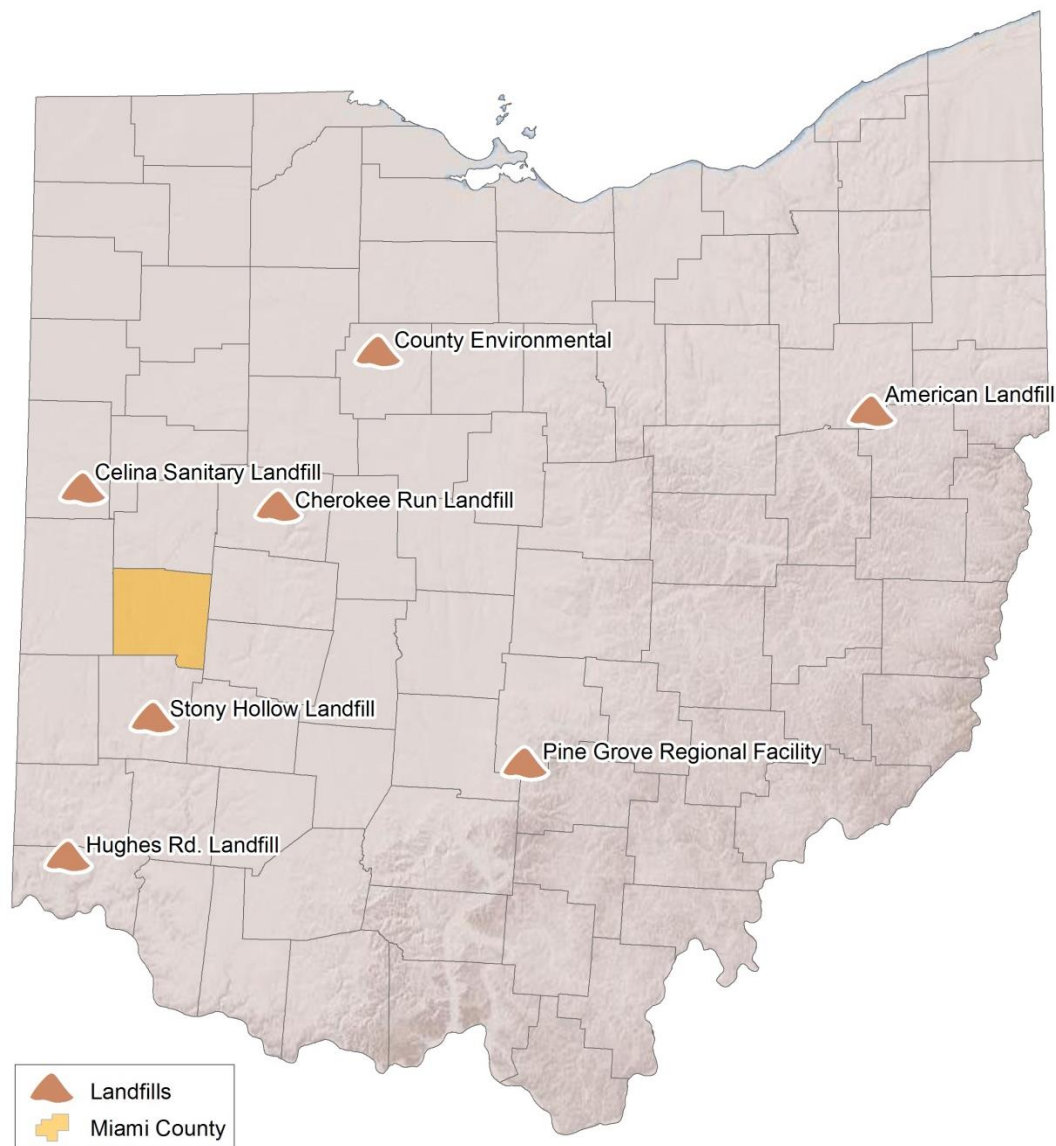 County Environmental
American Landfill
Celina Sanitary Landfill
Cherokee Run Landfill
Stony Hollow Landfill
Pine Grove Regional Facility
Hughes Rd. Landfill
Landfills
Miami County